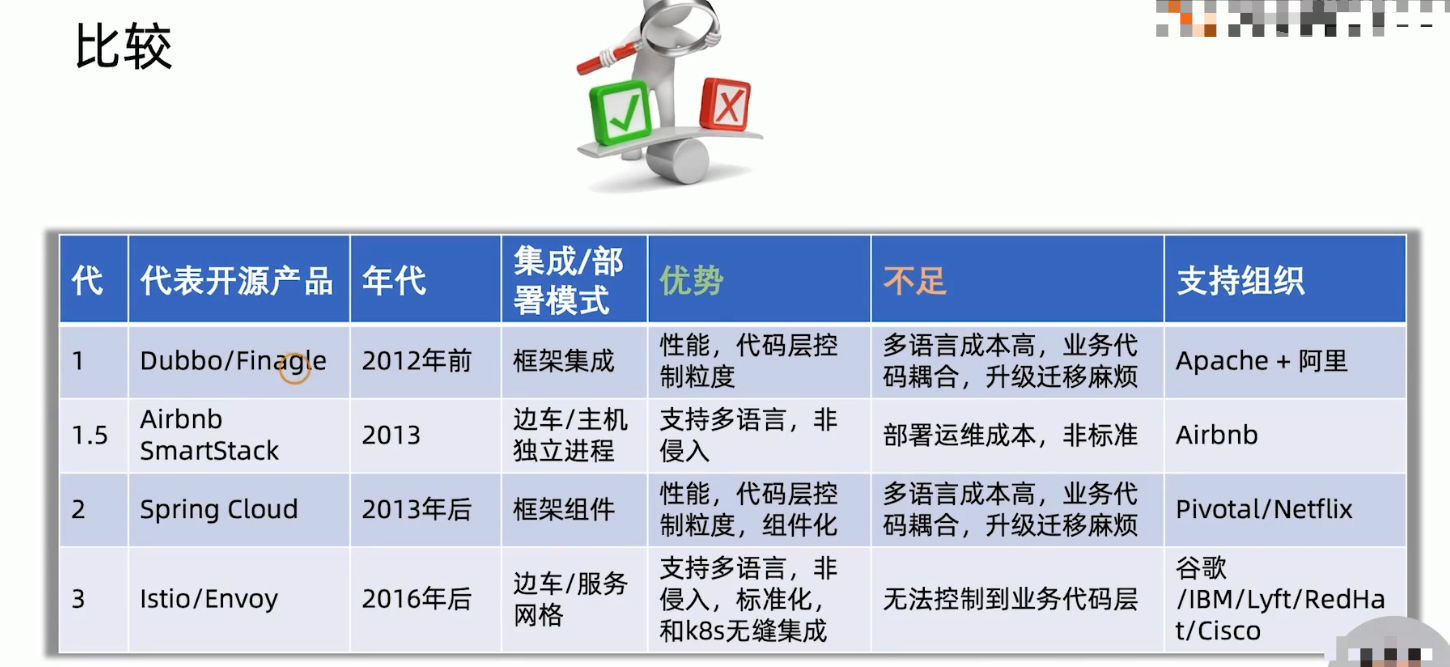 比较
代
代表开源产品
年代
集成/部
署模式
优势
不足
支持组织
1
Dubbo/Finagle
2012年前
框架集成
性能，代码层控
制粒度
多语言成本高，业务代
码耦合，升级迁移麻烦
Apache + 阿里
1.5
Airbnb
SmartStack
2013
边车/主机
独立进程
支持多语言，非
侵入
部署运维成本，非标准
Airbnb
2
Spring Cloud
2013年后
框架组件
性能，代码层控
制粒度，组件化
多语言成本高，业务代
码耦合，升级迁移麻烦
Pivotal/Netflix
3
Istio/Envoy
2016年后
边车/服务
网格
支持多语言，非
侵入，标准化，
和k8s无缝集成
无法控制到业务代码层
谷歌
/IBM/Lyft/RedHa
t/Cisco